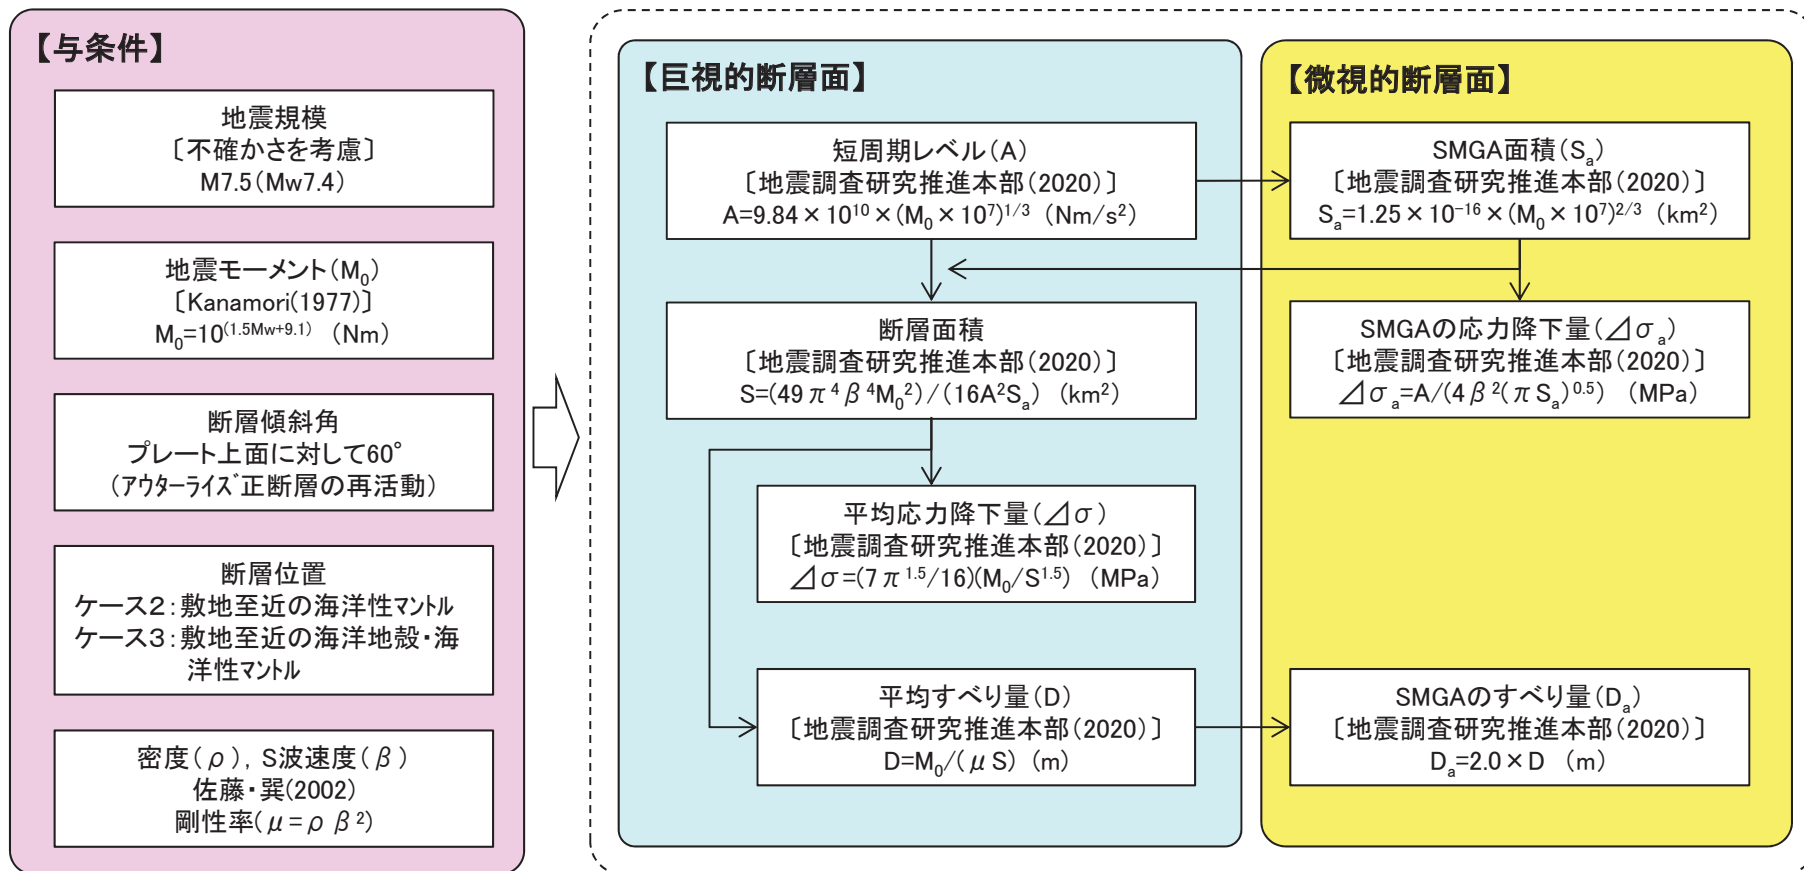 【与条件】
地震規模
〔不確かさを考慮〕
M7.5(Mw7.4)
地震モーメント(M₀)
〔Kanamori(1977)〕
M₀=10^(1.5Mw+9.1) (Nm)
断層傾斜角
プレート上面に対して60°
(アウターライズ正断層の再活動)
断層位置
ケース2：敷地至近の海洋性マントル
ケース3：敷地至近の海洋地殻・海
洋性マントル
密度(ρ)，S波速度(β)
佐藤・巽(2002)
剛性率(μ=ρβ²)
【巨視的断層面】
短周期レベル(A)
〔地震調査研究推進本部(2020)〕
A=9.84×10¹⁰×(M₀×10⁷)^1/3 (Nm/s²)
断層面積
〔地震調査研究推進本部(2020)〕
S=(49π⁴β⁴M₀²)/(16A²Sₐ) (km²)
平均応力降下量(⊿σ)
〔地震調査研究推進本部(2020)〕
⊿σ=(7π^1.5/16)(M₀/S^1.5) (MPa)
平均すべり量(D)
〔地震調査研究推進本部(2020)〕
D=M₀/(μS) (m)
【微視的断層面】
SMGA面積(Sₐ)
〔地震調査研究推進本部(2020)〕
Sₐ=1.25×10⁻¹⁶×(M₀×10⁷)^2/3 (km²)
SMGAの応力降下量(⊿σₐ)
〔地震調査研究推進本部(2020)〕
⊿σₐ=A/(4β²(πSₐ)^0.5) (MPa)
SMGAのすべり量(Dₐ)
〔地震調査研究推進本部(2020)〕
Dₐ=2.0×D (m)